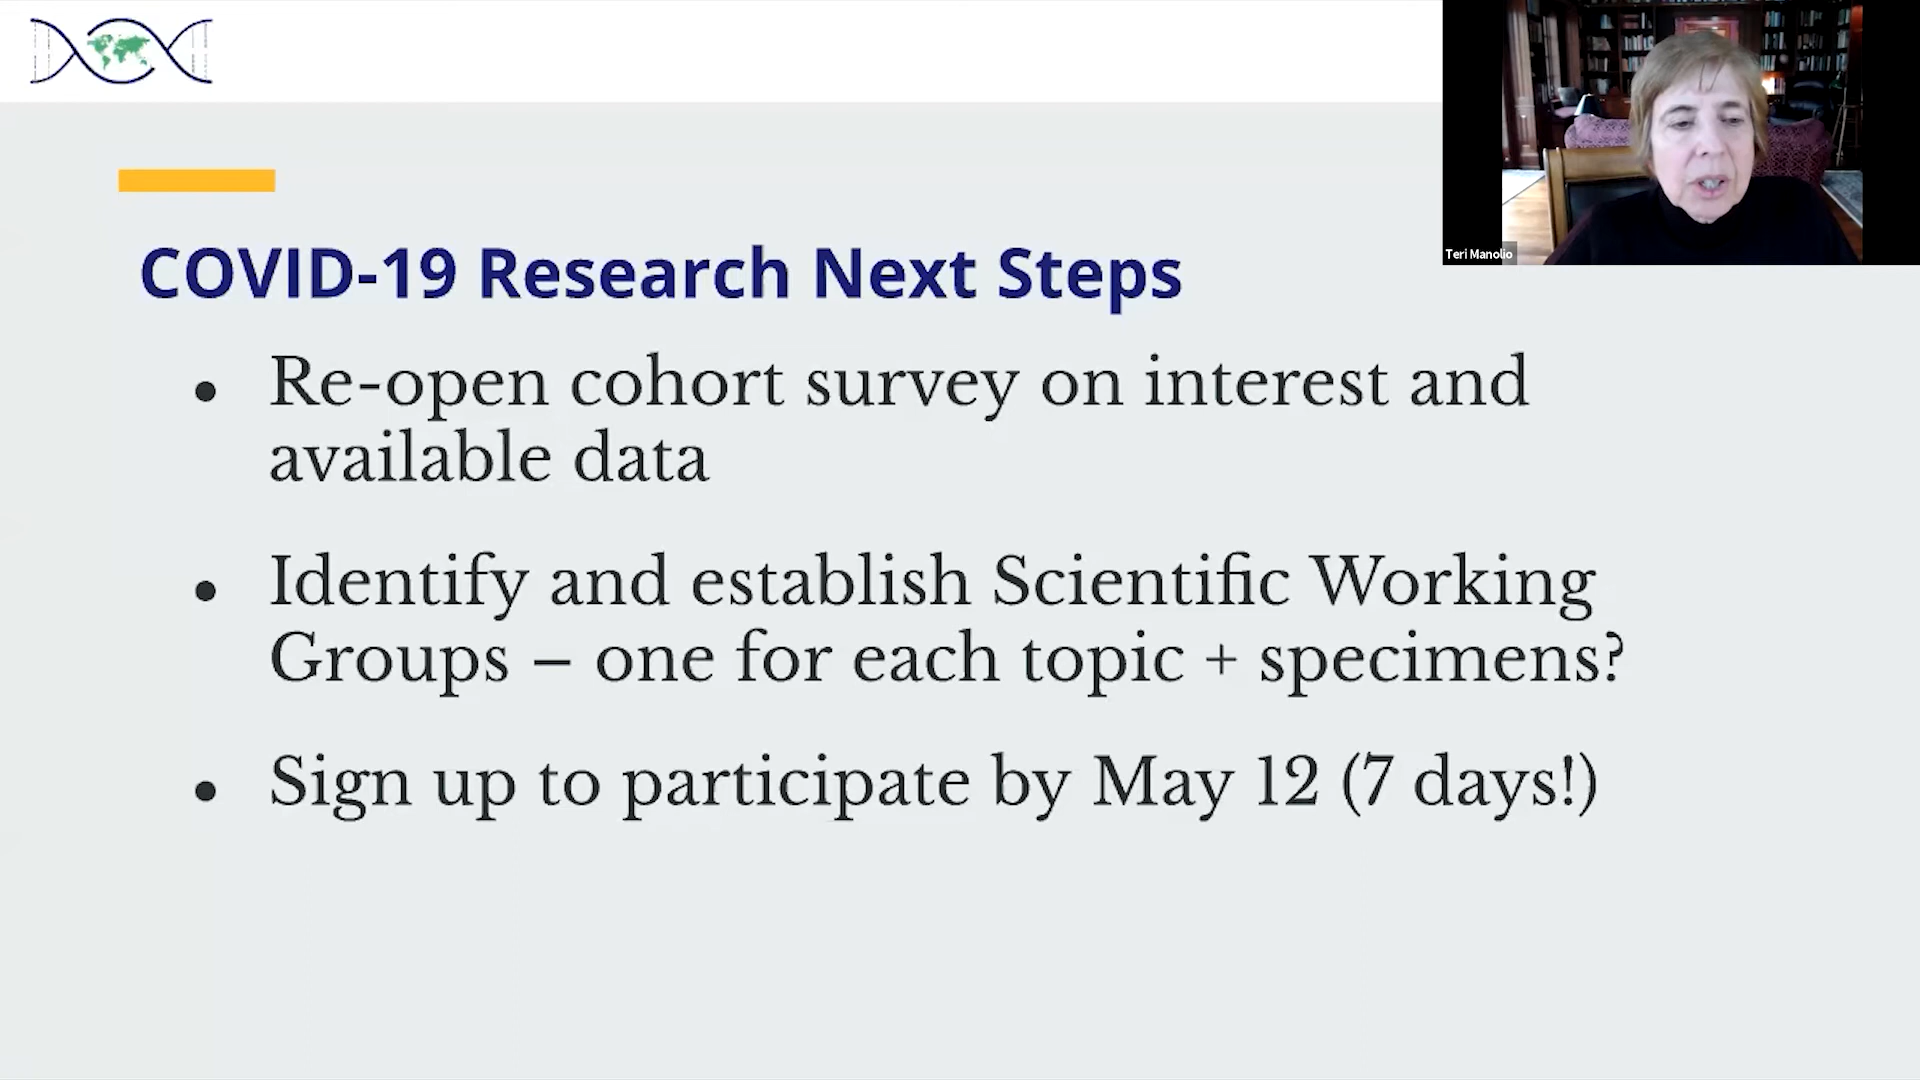 COVID-19 Research Next Steps
● Re-open cohort survey on interest and
available data
● Identify and establish Scientific Working
Groups – one for each topic + specimens?
● Sign up to participate by May 12 (7 days!)
Teri Manolio